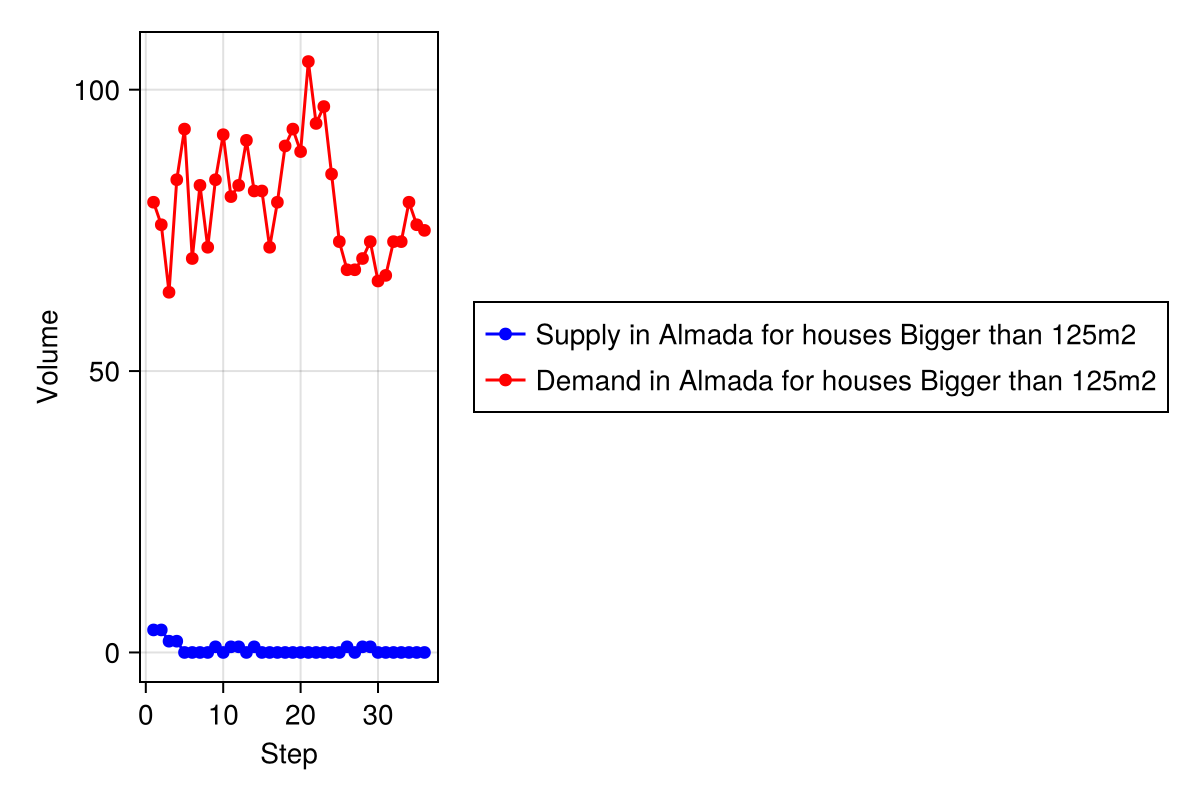 100
50
0
Volume
0 10 20 30
Step
Supply in Almada for houses Bigger than 125m2
Demand in Almada for houses Bigger than 125m2